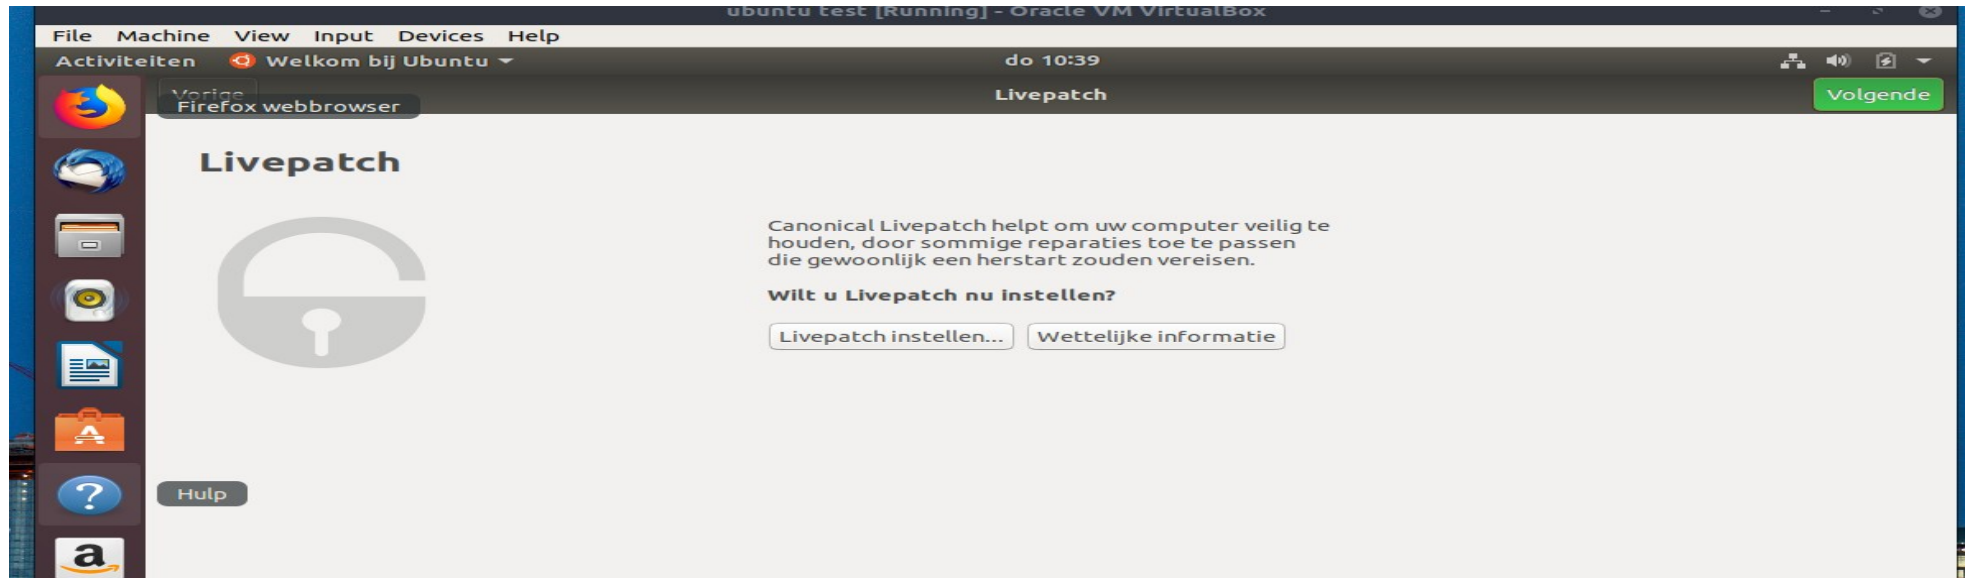 ubuntu test [Running] - Oracle VM VirtualBox
File Machine View Input Devices Help
Activiteiten Welkom bij Ubuntu do 10:39
Vorige Livepatch Volgende
Firefox webbrowser
Livepatch
Canonical Livepatch helpt om uw computer veilig te
houden, door sommige reparaties toe te passen
die gewoonlijk een herstart zouden vereisen.
Wilt u Livepatch nu instellen?
Livepatch instellen... Wettelijke informatie
Hulp